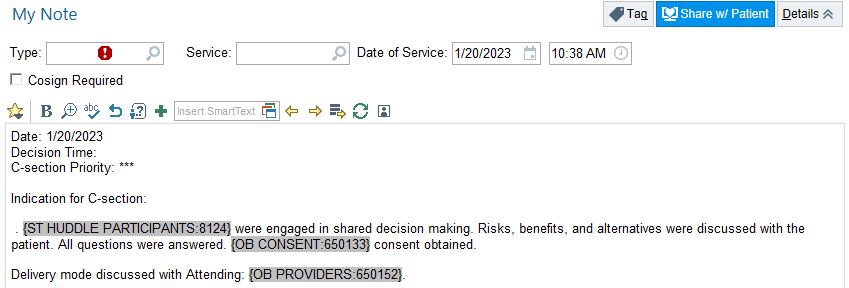 My Note
Tag
Share w/ Patient
Details
Type:
Service:
Date of Service: 1/20/2023 10:38 AM
Cosign Required
B abc Insert SmartText
Date: 1/20/2023
Decision Time:
C-section Priority: ***
Indication for C-section:
. {ST HUDDLE PARTICIPANTS:8124} were engaged in shared decision making. Risks, benefits, and alternatives were discussed with the
patient. All questions were answered. {OB CONSENT:650133} consent obtained.
Delivery mode discussed with Attending: {OB PROVIDERS:650152}.